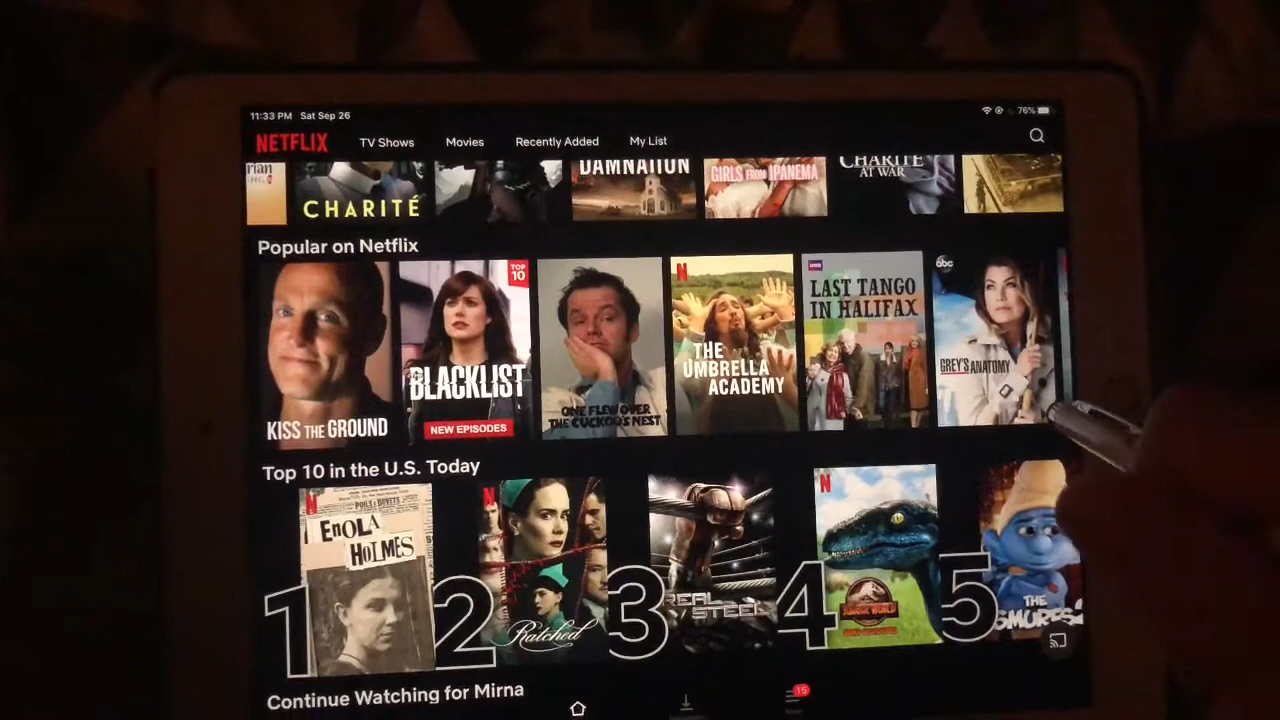 11:33 PM Sat Sep 26
76%
NETFLIX TV Shows Movies Recently Added My List
CHARITÉ
DAMNATION
GIRLS FROM IPANEMA
CHARITÉ
AT WAR
Popular on Netflix
KISS THE GROUND
TOP
10
BLACKLIST
NEW EPISODES
ONE FLEW OVER
THE CUCKOO'S NEST
N
THE
UMBRELLA
ACADEMY
LAST TANGO
IN HALIFAX
abc
GREY'S ANATOMY
Top 10 in the U.S. Today
1
N
ENOLA
HOLMES
2
N
Ratched
3
REAL STEEL
4
N
JURASSIC WORLD
5
THE
SMURFS 2
Continue Watching for Mirna
15